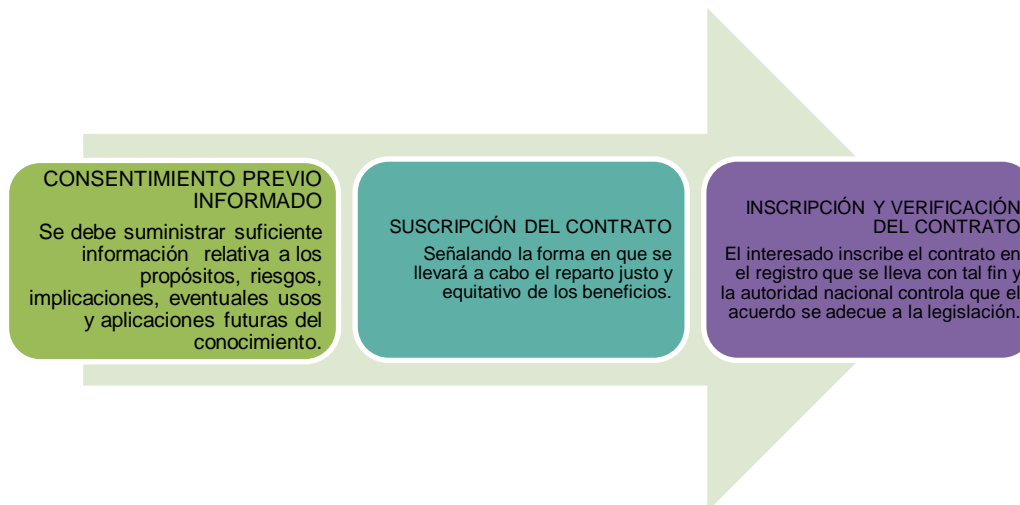 CONSENTIMIENTO PREVIO
INFORMADO
Se debe suministrar suficiente
información relativa a los
propósitos, riesgos,
implicaciones, eventuales usos
y aplicaciones futuras del
conocimiento.
SUSCRIPCIÓN DEL CONTRATO
Señalando la forma en que se
llevará a cabo el reparto justo y
equitativo de los beneficios.
INSCRIPCIÓN Y VERIFICACIÓN
DEL CONTRATO
El interesado inscribe el contrato en
el registro que se lleva con tal fin y
la autoridad nacional controla que el
acuerdo se adecue a la legislación.